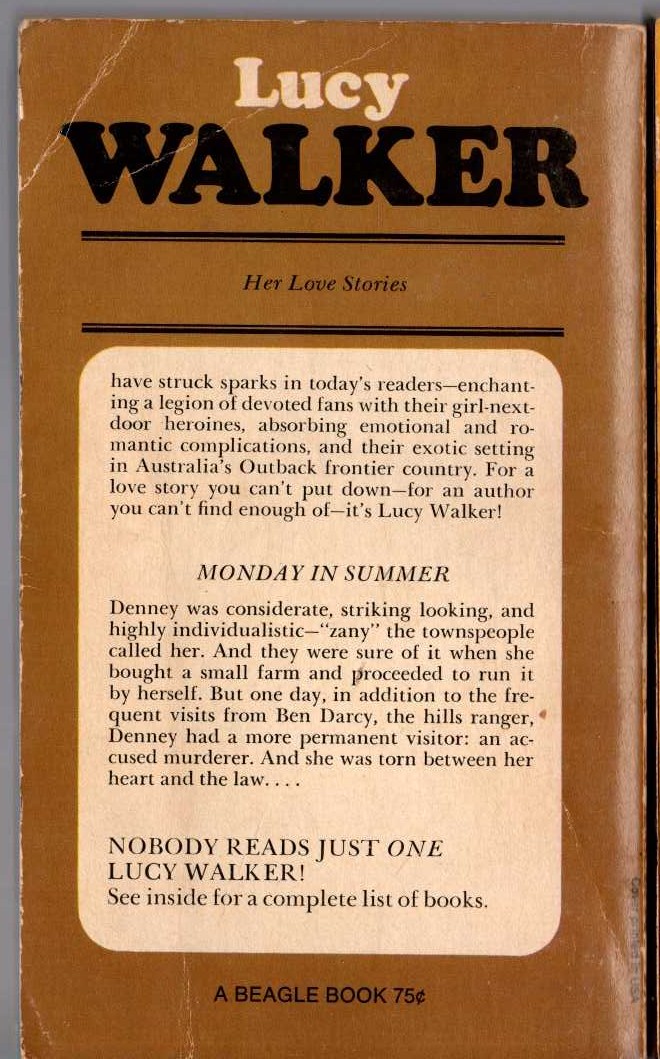 Lucy
WALKER
Her Love Stories
have struck sparks in today's readers—enchant-
ing a legion of devoted fans with their girl-next-
door heroines, absorbing emotional and ro-
mantic complications, and their exotic setting
in Australia's Outback frontier country. For a
love story you can't put down—for an author
you can't find enough of—it's Lucy Walker!
MONDAY IN SUMMER
Denney was considerate, striking looking, and
highly individualistic—“zany” the townspeople
called her. And they were sure of it when she
bought a small farm and proceeded to run it
by herself. But one day, in addition to the fre-
quent visits from Ben Darcy, the hills ranger,
Denney had a more permanent visitor: an ac-
cused murderer. And she was torn between her
heart and the law. . . .
NOBODY READS JUST ONE
LUCY WALKER!
See inside for a complete list of books.
A BEAGLE BOOK 75¢